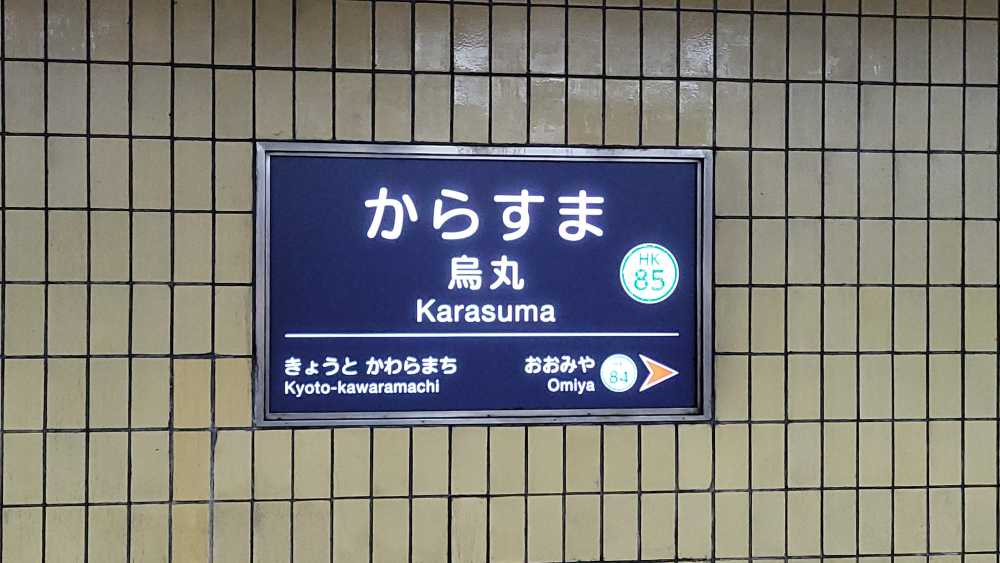 からすま
烏丸
HK
85
Karasuma
きょうと かわらまち
Kyoto-kawaramachi
おおみや
Omiya
84